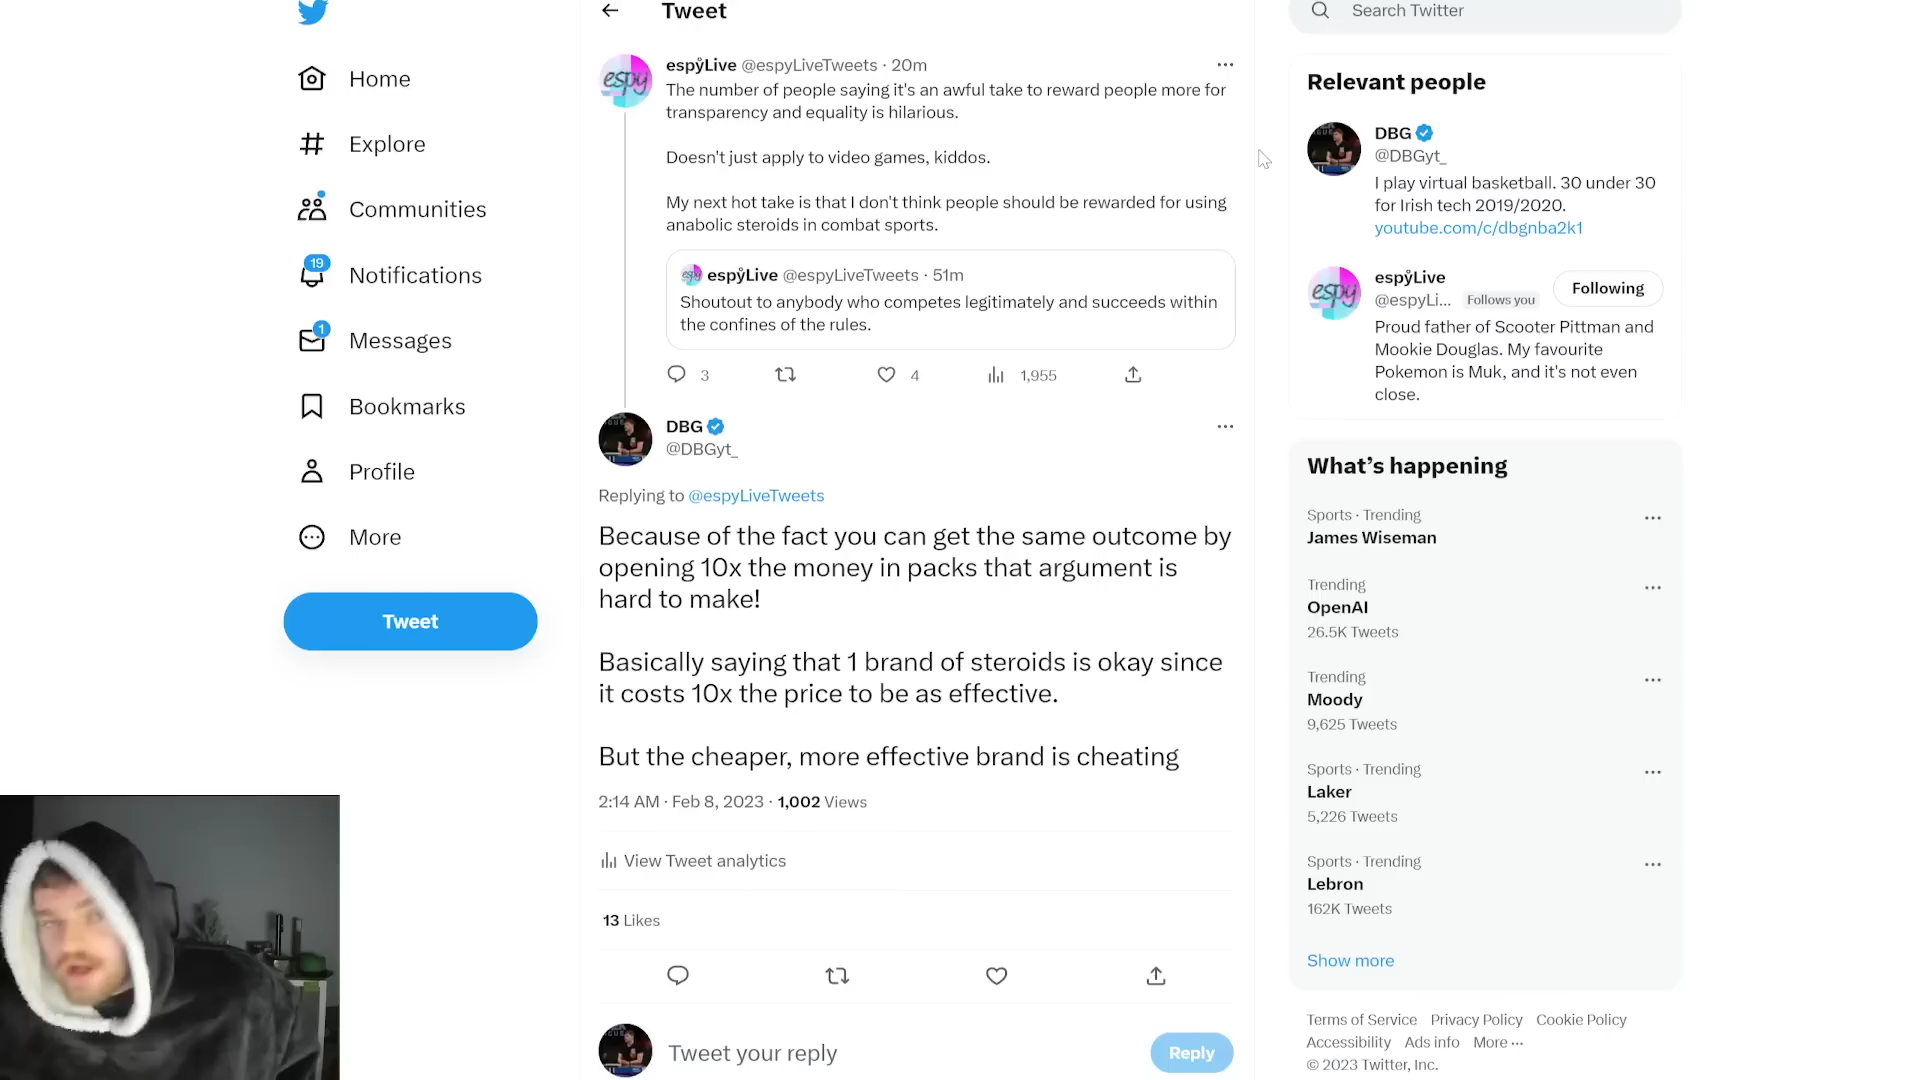 Home
Explore
Communities
19
Notifications
1
Messages
Bookmarks
Profile
More
Tweet
Tweet
espy
espẙLive @espyLiveTweets · 20m
The number of people saying it's an awful take to reward people more for
transparency and equality is hilarious.
Doesn't just apply to video games, kiddos.
My next hot take is that I don't think people should be rewarded for using
anabolic steroids in combat sports.
espẙLive @espyLiveTweets · 51m
Shoutout to anybody who competes legitimately and succeeds within
the confines of the rules.
3
4
1,955
DBG
@DBGyt_
Replying to @espyLiveTweets
Because of the fact you can get the same outcome by
opening 10x the money in packs that argument is
hard to make!
Basically saying that 1 brand of steroids is okay since
it costs 10x the price to be as effective.
But the cheaper, more effective brand is cheating
2:14 AM · Feb 8, 2023 · 1,002 Views
View Tweet analytics
13 Likes
Tweet your reply
Reply
Search Twitter
Relevant people
DBG
@DBGyt_
I play virtual basketball. 30 under 30
for Irish tech 2019/2020.
youtube.com/c/dbgnba2k1
espy
espẙLive
@espyLi... Follows you
Following
Proud father of Scooter Pittman and
Mookie Douglas. My favourite
Pokemon is Muk, and it's not even
close.
What's happening
Sports · Trending
James Wiseman
Trending
OpenAI
26.5K Tweets
Trending
Moody
9,625 Tweets
Sports · Trending
Laker
5,226 Tweets
Sports · Trending
Lebron
162K Tweets
Show more
Terms of Service Privacy Policy Cookie Policy
Accessibility Ads info More ···
© 2023 Twitter, Inc.